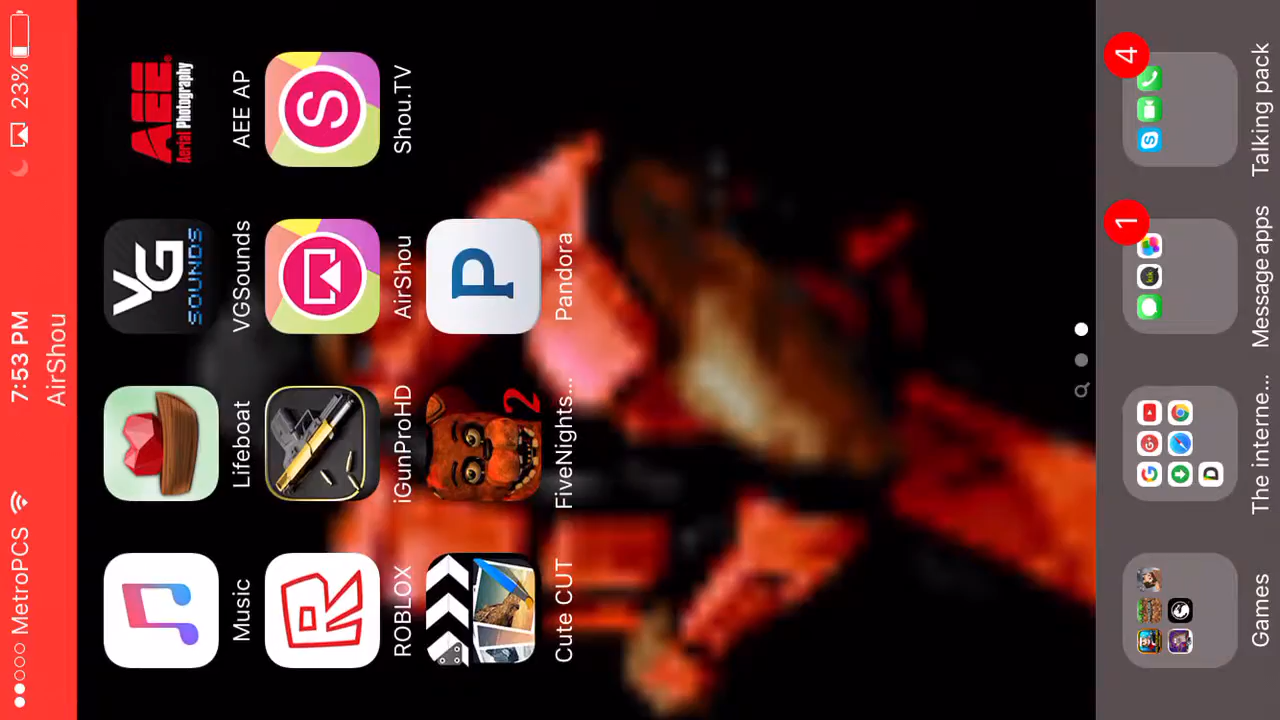 MetroPCS 7:53 PM 23%
AirShou
Music
Lifeboat
VG
SOUNDS
VGSounds
AEE
Aerial Photography
AEE AP
ROBLOX
iGunProHD
AirShou
S
Shou.TV
Cute CUT
2
FiveNights...
P
Pandora
Games
The interne...
1
Message apps
4
Talking pack